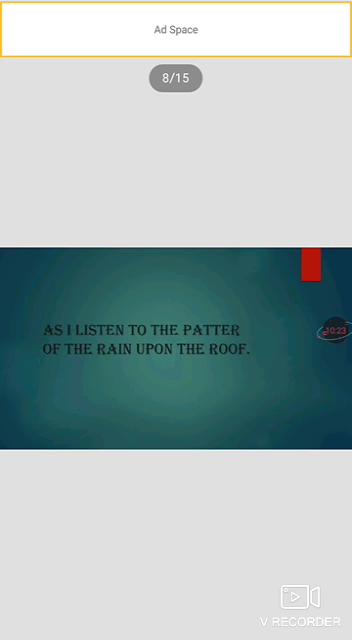 Ad Space
8/15
AS I LISTEN TO THE PATTER
OF THE RAIN UPON THE ROOF.
10:23
V RECORDER